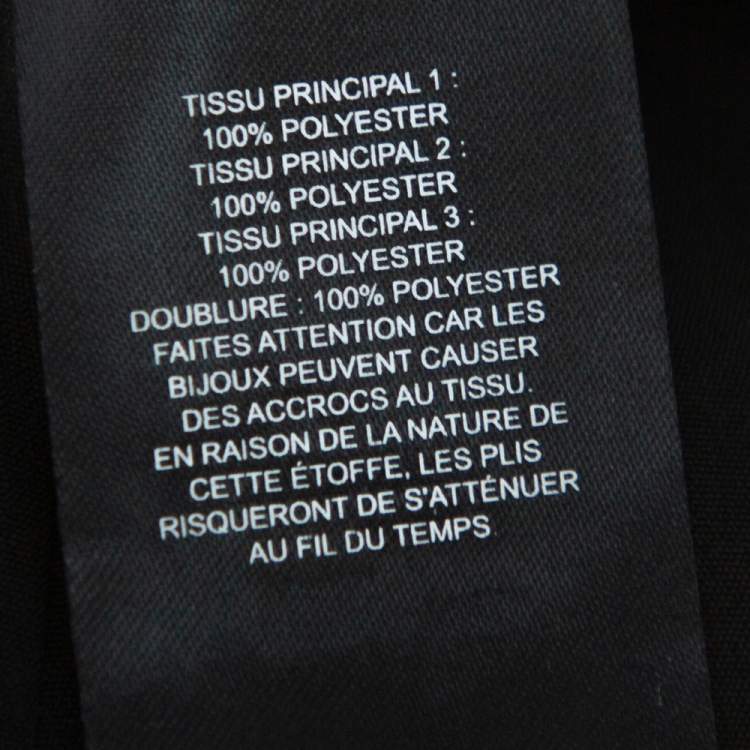 TISSU PRINCIPAL 1 :
100% POLYESTER
TISSU PRINCIPAL 2 :
100% POLYESTER
TISSU PRINCIPAL 3 :
100% POLYESTER
DOUBLURE : 100% POLYESTER
FAITES ATTENTION CAR LES
BIJOUX PEUVENT CAUSER
DES ACCROCS AU TISSU.
EN RAISON DE LA NATURE DE
CETTE ÉTOFFE, LES PLIS
RISQUERONT DE S'ATTÉNUER
AU FIL DU TEMPS